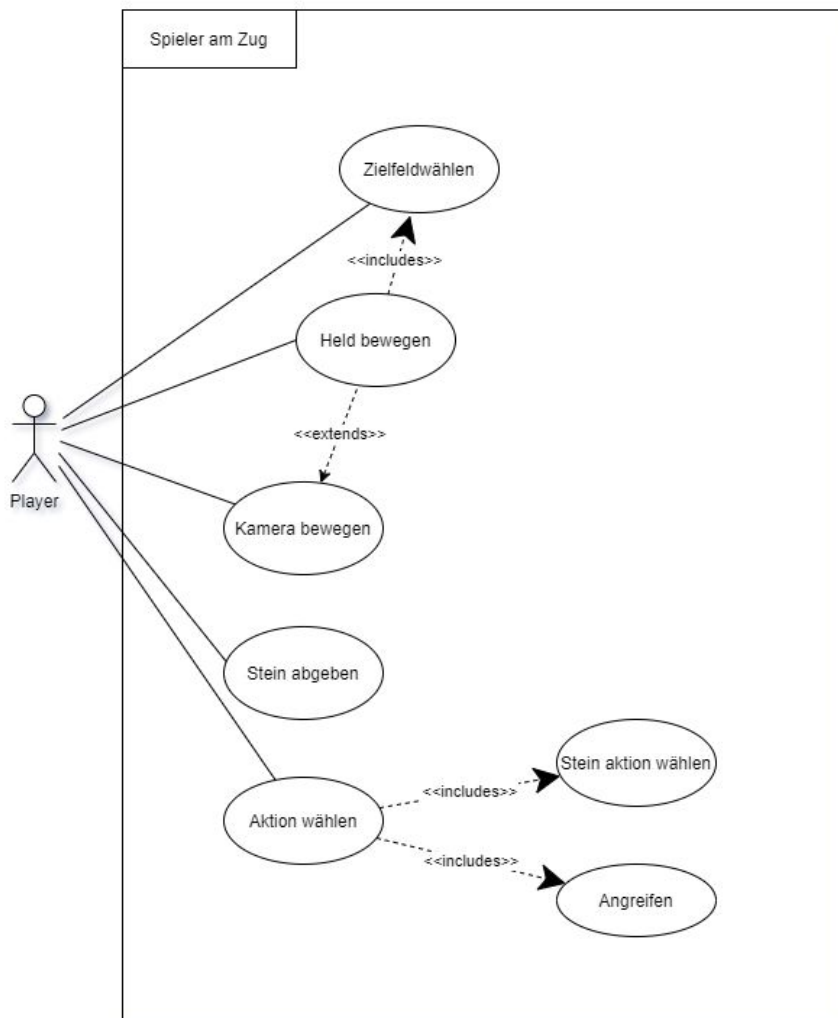 Spieler am Zug
Zielfeldwählen
<<includes>>
Held bewegen
<<extends>>
Player
Kamera bewegen
Stein abgeben
Stein aktion wählen
<<includes>>
Aktion wählen
<<includes>>
Angreifen